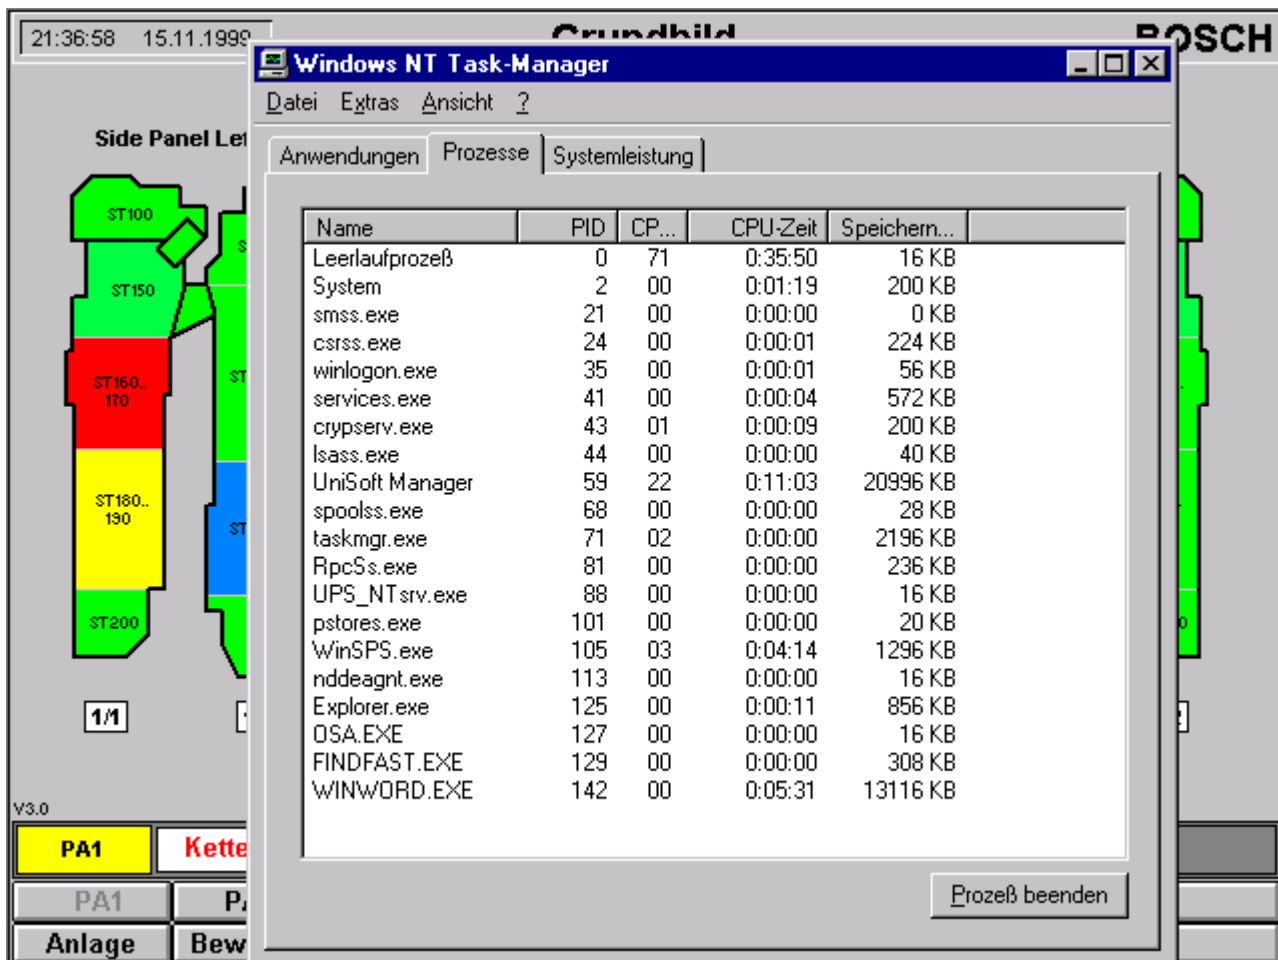 21:36:58 15.11.1999
Grundbild
BOSCH
Windows NT Task-Manager
Datei Extras Ansicht ?
Anwendungen Prozesse Systemleistung
Name PID CP... CPU-Zeit Speichern...
Leerlaufprozeß 0 71 0:35:50 16 KB
System 2 00 0:01:19 200 KB
smss.exe 21 00 0:00:00 0 KB
csrss.exe 24 00 0:00:01 224 KB
winlogon.exe 35 00 0:00:01 56 KB
services.exe 41 00 0:00:04 572 KB
crypserv.exe 43 01 0:00:09 200 KB
lsass.exe 44 00 0:00:00 40 KB
UniSoft Manager 59 22 0:11:03 20996 KB
spoolss.exe 68 00 0:00:00 28 KB
taskmgr.exe 71 02 0:00:00 2196 KB
RpcSs.exe 81 00 0:00:00 236 KB
UPS_NTsrv.exe 88 00 0:00:00 16 KB
pstores.exe 101 00 0:00:00 20 KB
WinSPS.exe 105 03 0:04:14 1296 KB
nddeagnt.exe 113 00 0:00:00 16 KB
Explorer.exe 125 00 0:00:11 856 KB
OSA.EXE 127 00 0:00:00 16 KB
FINDFAST.EXE 129 00 0:00:00 308 KB
WINWORD.EXE 142 00 0:05:31 13116 KB
Prozeß beenden
Side Panel Lef
ST100
ST150
ST160..
170
ST180..
190
ST200
1/1
V3.0
PA1 Kette
PA1
Anlage Bew